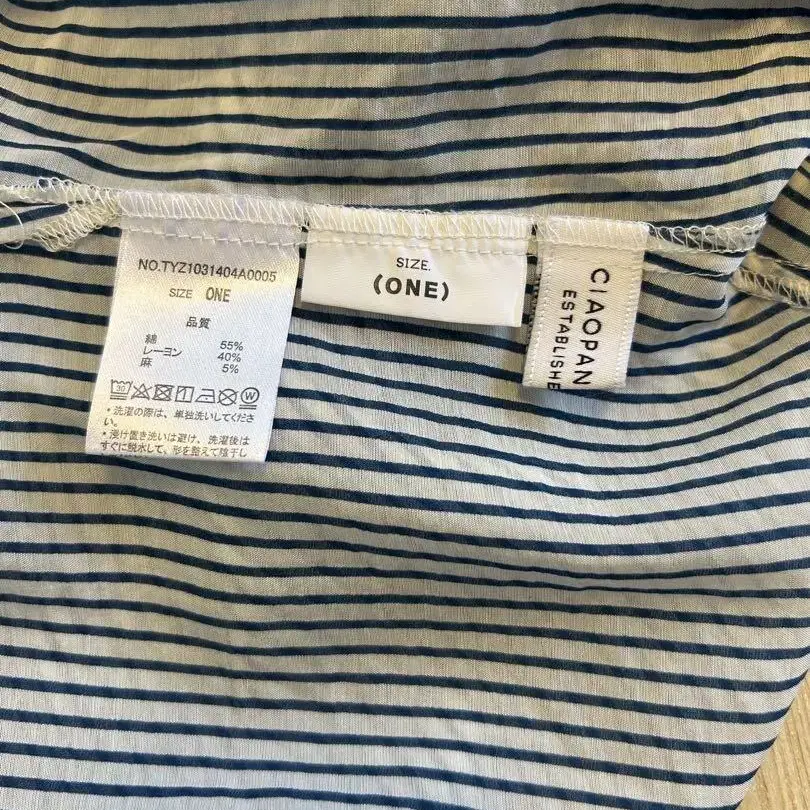 NO.TYZ1031404A0005
SIZE ONE
品質
綿 55%
レーヨン 40%
麻 5%
30 W
・洗濯の際は、単独洗いしてくださ
い。
・浸け置き洗いは避け、洗濯後は
すぐに脱水して、形を整えて陰干し
SIZE.
(ONE)
CIAOPAN
ESTABLISHE